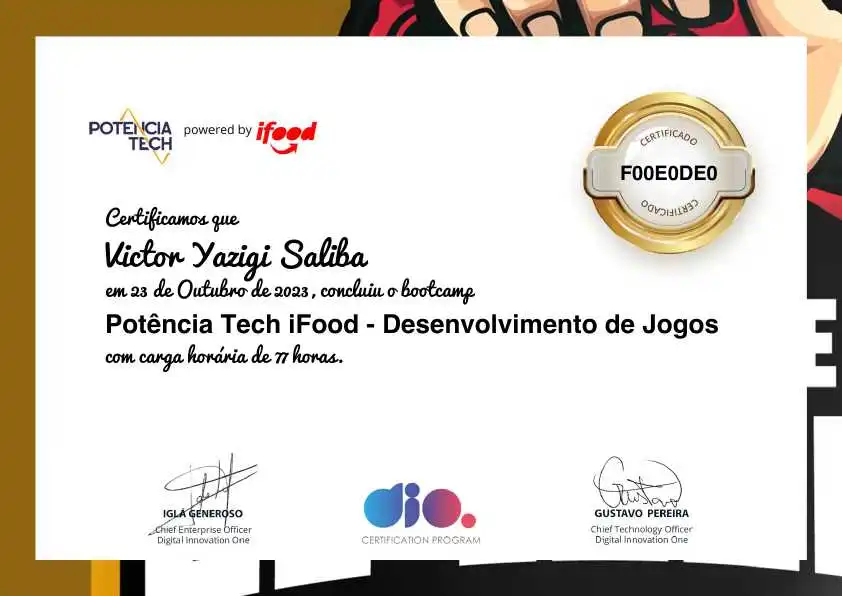 POTÊNCIA
TECH
powered by ifood
CERTIFICADO
F00E0DE0
CERTIFICADO
Certificamos que
Victor Yazigi Saliba
em 23 de Outubro de 2023, concluiu o bootcamp
Potência Tech iFood - Desenvolvimento de Jogos
com carga horária de 77 horas.
E
IGLÁ GENEROSO
Chief Enterprise Officer
Digital Innovation One
dio.
CERTIFICATION PROGRAM
GUSTAVO PEREIRA
Chief Technology Officer
Digital Innovation One